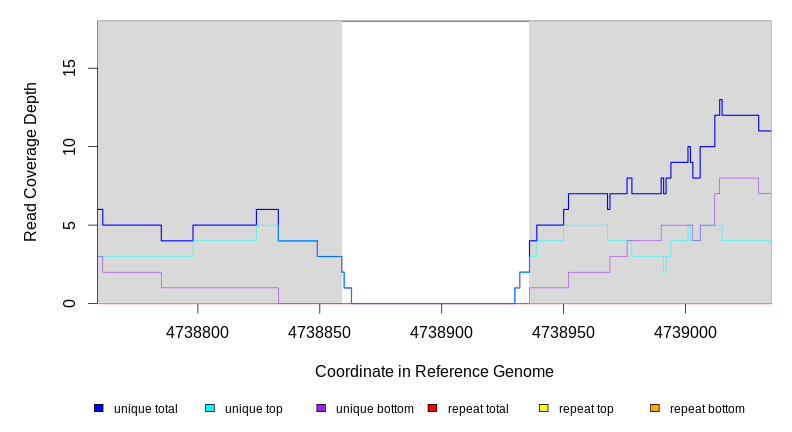 Read Coverage Depth
15
10
5
0
4738800 4738850 4738900 4738950 4739000
Coordinate in Reference Genome
unique total unique top unique bottom repeat total repeat top repeat bottom